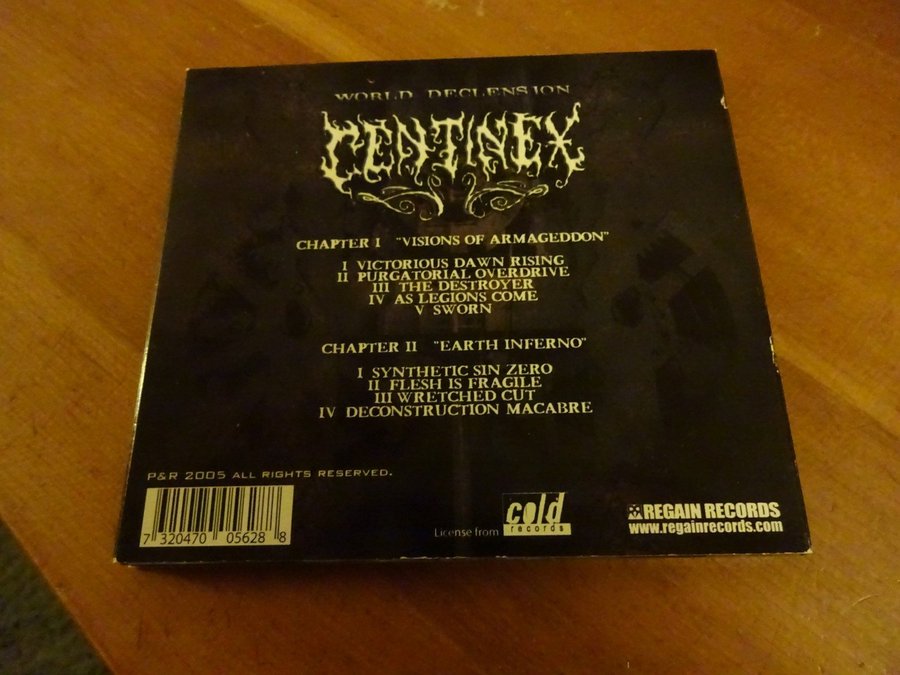 WORLD DECLENSION
CENTINEX
CHAPTER I "VISIONS OF ARMAGEDDON"
I VICTORIOUS DAWN RISING
II PURGATORIAL OVERDRIVE
III THE DESTROYER
IV AS LEGIONS COME
V SWORN
CHAPTER II "EARTH INFERNO"
I SYNTHETIC SIN ZERO
II FLESH IS FRAGILE
III WRETCHED CUT
IV DECONSTRUCTION MACABRE
P&R 2005 ALL RIGHTS RESERVED.
7 320470 05628 8
License from cold records
REGAIN RECORDS
www.regainrecords.com